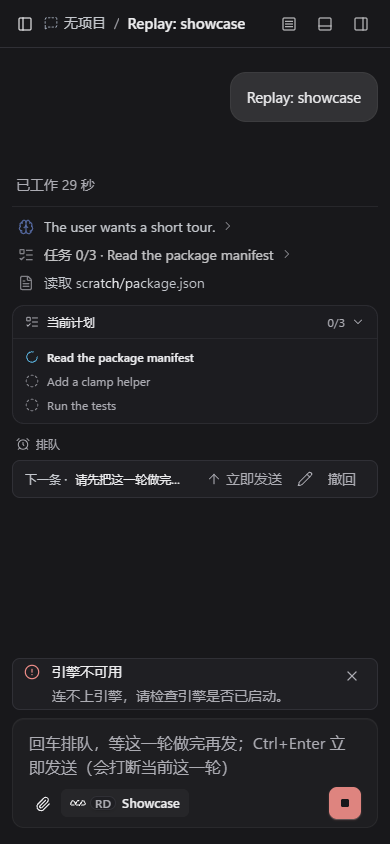 无项目 / Replay: showcase
Replay: showcase
已工作 29 秒
The user wants a short tour.
任务 0/3 · Read the package manifest
读取 scratch/package.json
当前计划 0/3
Read the package manifest
Add a clamp helper
Run the tests
排队
下一条 · 请先把这一轮做完... 立即发送 撤回
引擎不可用
连不上引擎，请检查引擎是否已启动。
回车排队，等这一轮做完再发；Ctrl+Enter 立
即发送（会打断当前这一轮）
RD Showcase